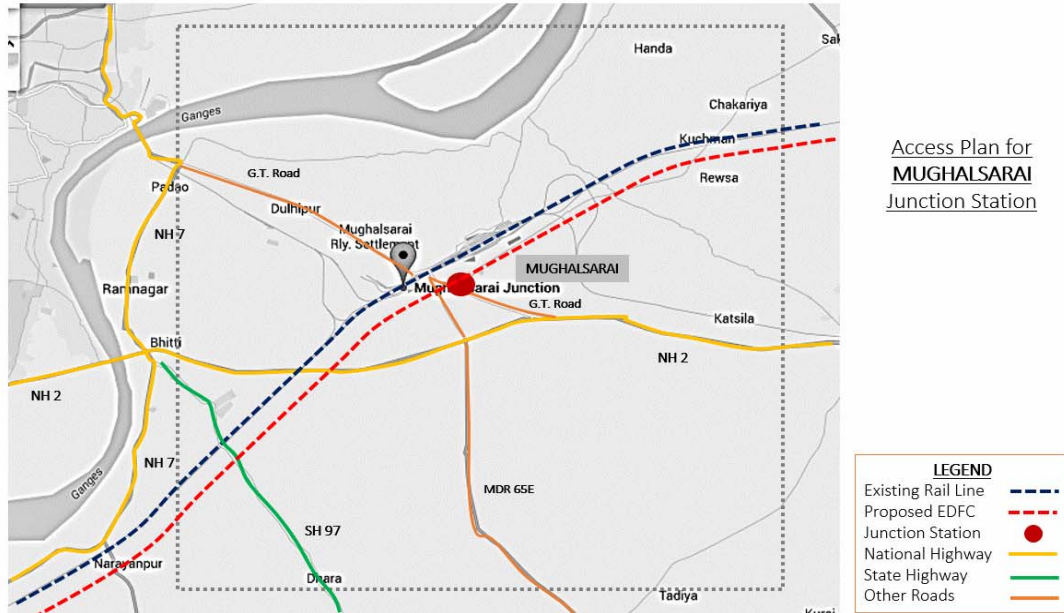 Handa
Sak
Chakariya
Ganges
Kuchman
Rewsa
G.T. Road
Padao
Dulhipur
Mughalsarai
Rly. Settlement
NH 7
MUGHALSARAI
Ramnagar
Mughalsarai Junction
G.T. Road
Katsila
Bhitti
NH 2
NH 2
NH 7
Ganges
MDR 65E
SH 97
Narayanpur
Dhara
Tadiya
Access Plan for
MUGHALSARAI
Junction Station
LEGEND
Existing Rail Line
Proposed EDFC
Junction Station
National Highway
State Highway
Other Roads